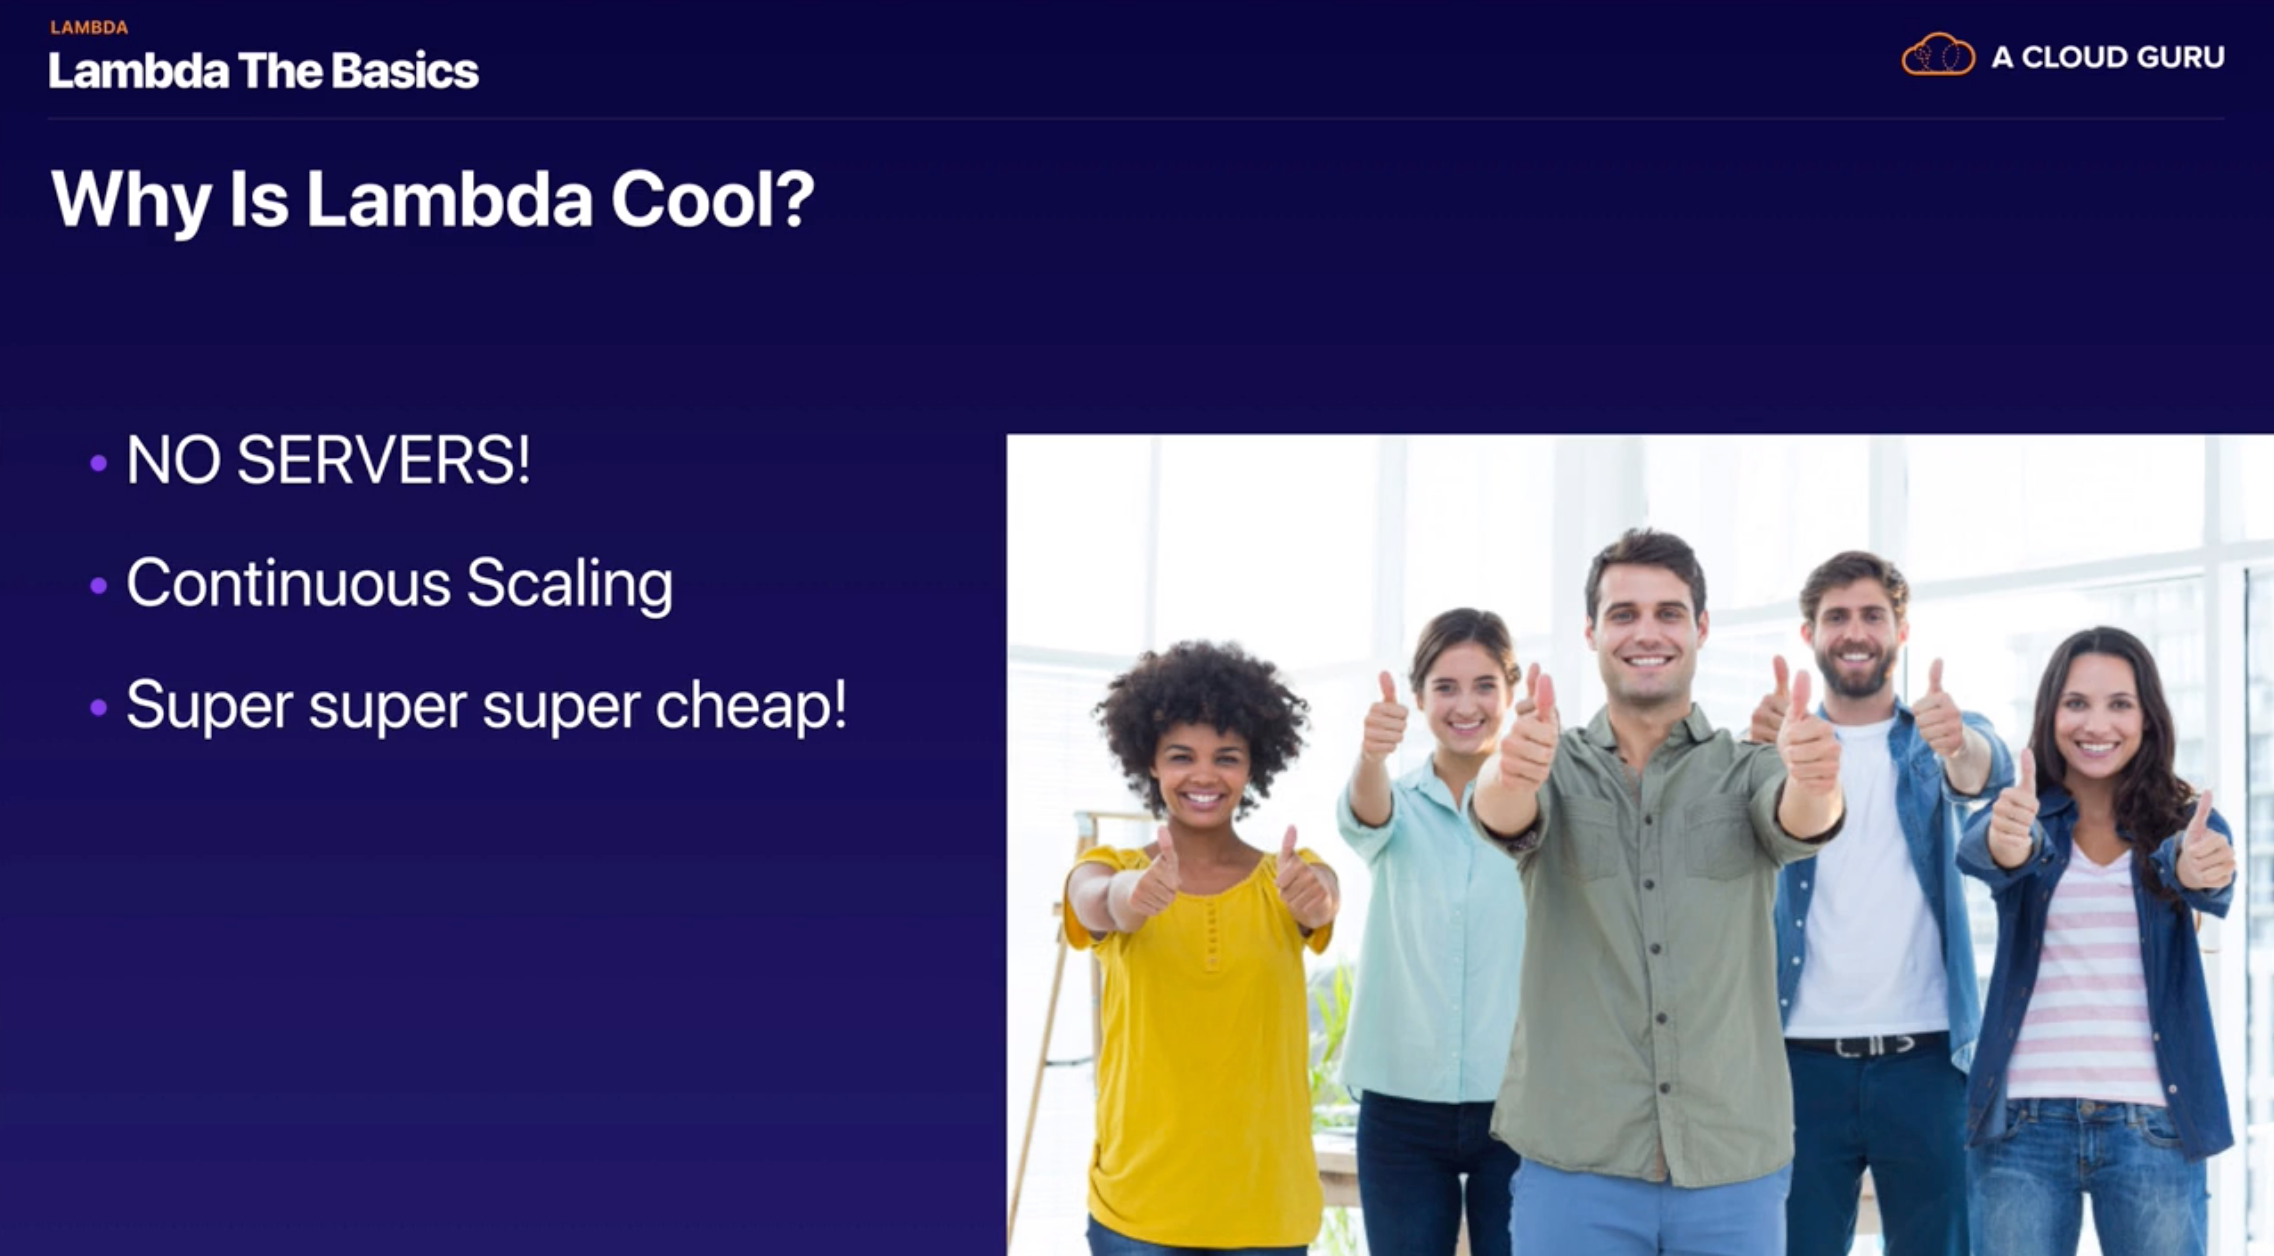 LAMBDA
Lambda The Basics
A CLOUD GURU
Why Is Lambda Cool?
• NO SERVERS!
• Continuous Scaling
• Super super super cheap!